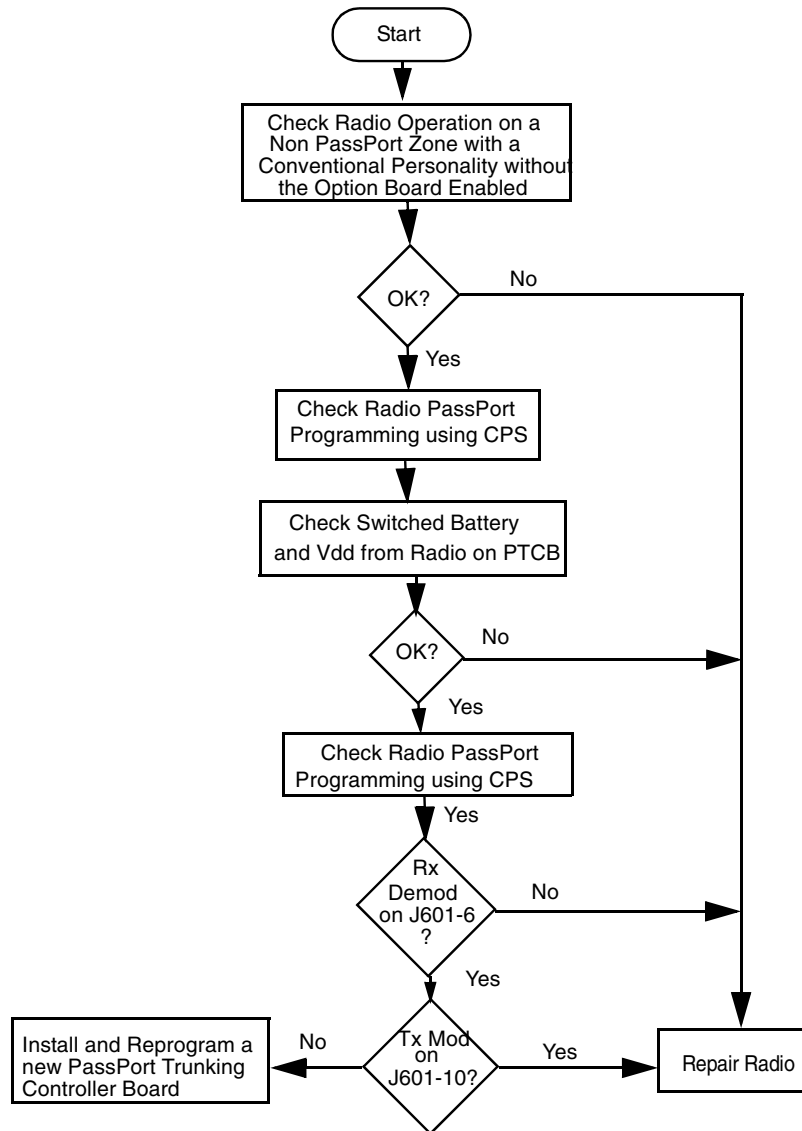 Start
Check Radio Operation on a
Non PassPort Zone with a
Conventional Personality without
the Option Board Enabled
No
OK?
Yes
Check Radio PassPort
Programming using CPS
Check Switched Battery
and Vdd from Radio on PTCB
No
OK?
Yes
Check Radio PassPort
Programming using CPS
Yes
Rx
Demod
on J601-6
?
No
Yes
Install and Reprogram a
new PassPort Trunking
Controller Board
No
Tx Mod
on
J601-10?
Yes
Repair Radio